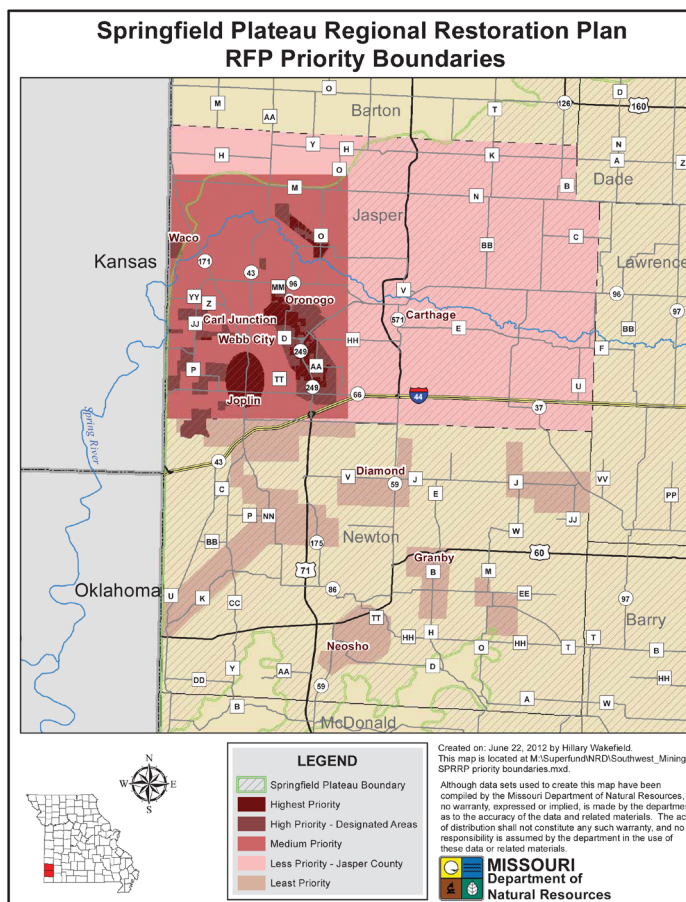 Springfield Plateau Regional Restoration Plan
RFP Priority Boundaries
O
D
M
126
160
Barton
T
AA
Y
H
N
H
K
A
Z
O
Dade
M
B
N
Jasper
O
C
Waco
BB
Kansas
171
Lawrence
43
96
MM
V
YY
96
Z
Oronogo
97
Carl Junction
571
Carthage
JJ
E
BB
Webb City
D
HH
F
249
P
AA
TT
U
249
66
44
Joplin
37
Spring River
43
Diamond
V
J
J
VV
C
59
E
PP
P
NN
JJ
W
Newton
175
BB
Granby
60
71
B
M
Oklahoma
86
U
K
EE
CC
97
TT
Barry
H
HH
HH
T
Neosho
O
T
B
Y
D
AA
DD
HH
59
A
W
B
McDonald
N
W
E
S
LEGEND
Springfield Plateau Boundary
Highest Priority
High Priority - Designated Areas
Medium Priority
Less Priority - Jasper County
Least Priority
Created on: June 22, 2012 by Hillary Wakefield.
This map is located at M:\Superfund\NRD\Southwest_Mining
SPRRP priority boundaries.mxd.
Although data sets used to create this map have been
compiled by the Missouri Department of Natural Resources,
no warranty, expressed or implied, is made by the departme
as to the accuracy of the data and related materials. The ac
of distribution shall not constitute any such warranty, and no
responsibility is assumed by the department in the use of
these data or related materials.
MISSOURI
Department of
Natural Resources